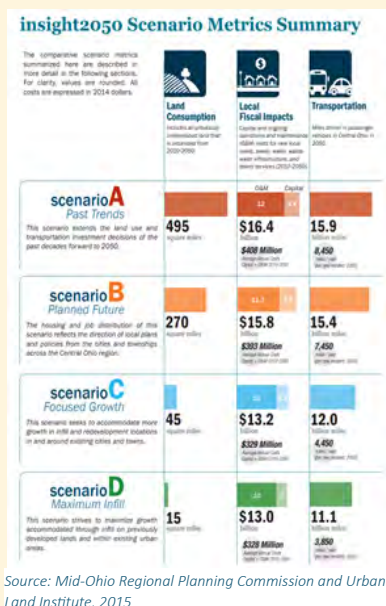 insight2050 Scenario Metrics Summary
The comparative scenario metrics
summarized here are described in
more detail in the following sections.
For clarity, values are rounded. All
costs are expressed in 2014 dollars.
Land
Consumption
Local
Fiscal Impacts
Transportation
O&M Capital
scenarioA
Past Trends
This scenario extends the land use and
transportation investment decisions of the
past decades forward to 2050.
495
square miles
12
$16.4
billion
$408 Million
15.9
billion miles
8,450
scenarioB
Planned Future
The housing and job distribution of this
scenario reflects the direction of local plans
and policies from the cities and townships
across the Central Ohio region.
270
square miles
$15.8
billion
$393 Million
15.4
billion miles
7,450
scenarioC
Focused Growth
This scenario seeks to accommodate more
growth in infill and redevelopment locations
in and around existing cities and towns.
45
square miles
$13.2
billion
$329 Million
12.0
billion miles
4,450
scenarioD
Maximum Infill
This scenario strives to maximize growth
accommodated through infill on previously
developed lands and within existing urban
areas.
15
square miles
$13.0
billion
$328 Million
11.1
billion miles
3,850
Source: Mid-Ohio Regional Planning Commission and Urban
Land Institute, 2015